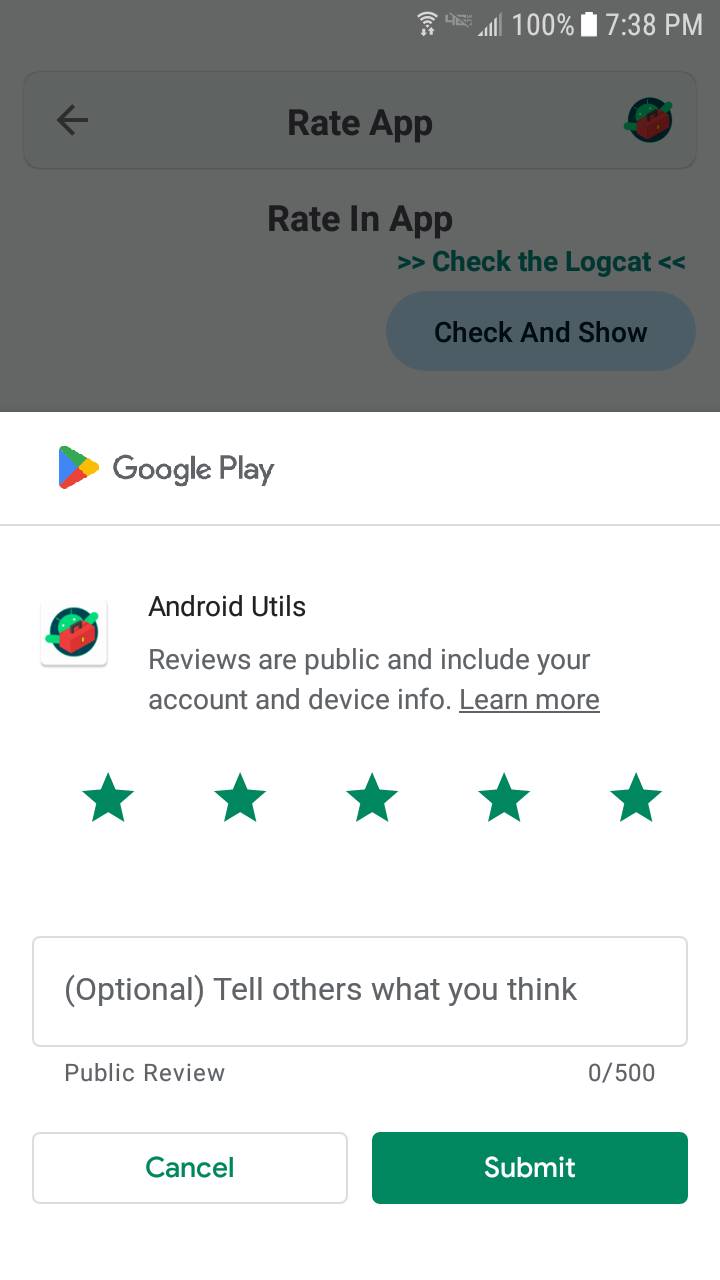 100% 7:38 PM
Rate App
Rate In App
>> Check the Logcat <<
Check And Show
Google Play
Android Utils
Reviews are public and include your
account and device info. Learn more
(Optional) Tell others what you think
Public Review 0/500
Cancel Submit